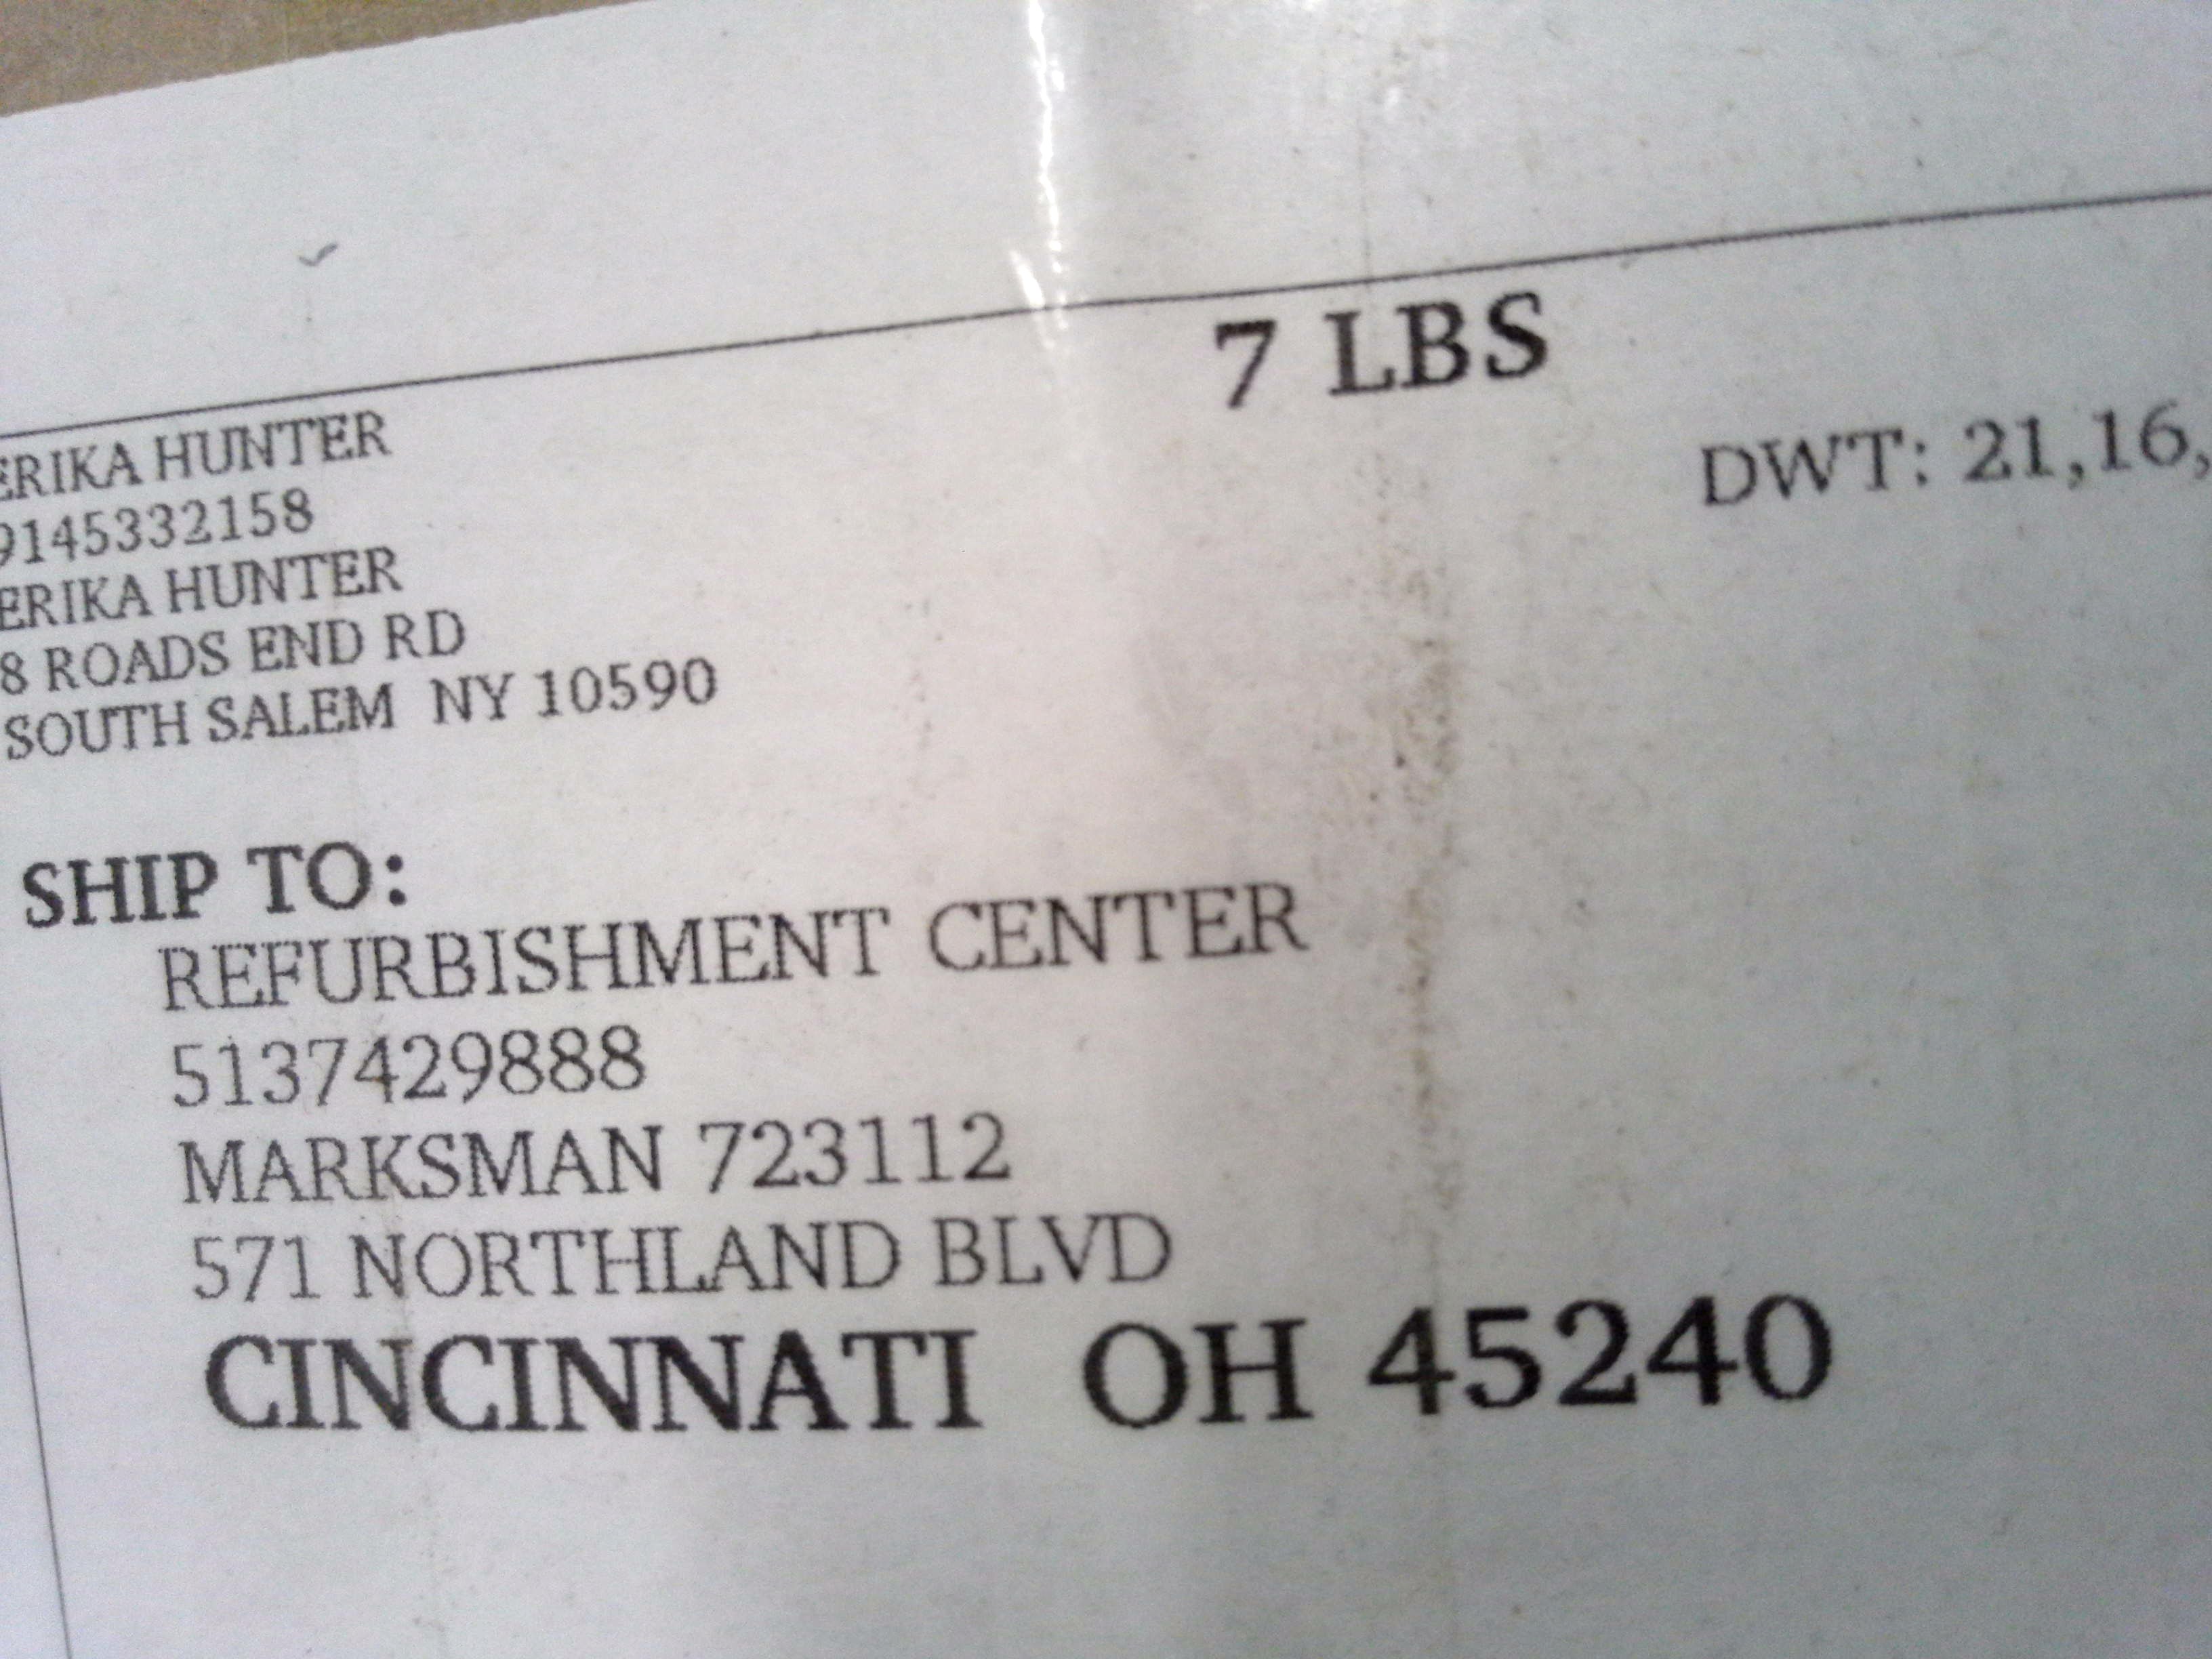 7 LBS
DWT: 21,16,
ERIKA HUNTER
9145332158
ERIKA HUNTER
8 ROADS END RD
SOUTH SALEM NY 10590
SHIP TO:
REFURBISHMENT CENTER
5137429888
MARKSMAN 723112
571 NORTHLAND BLVD
CINCINNATI OH 45240